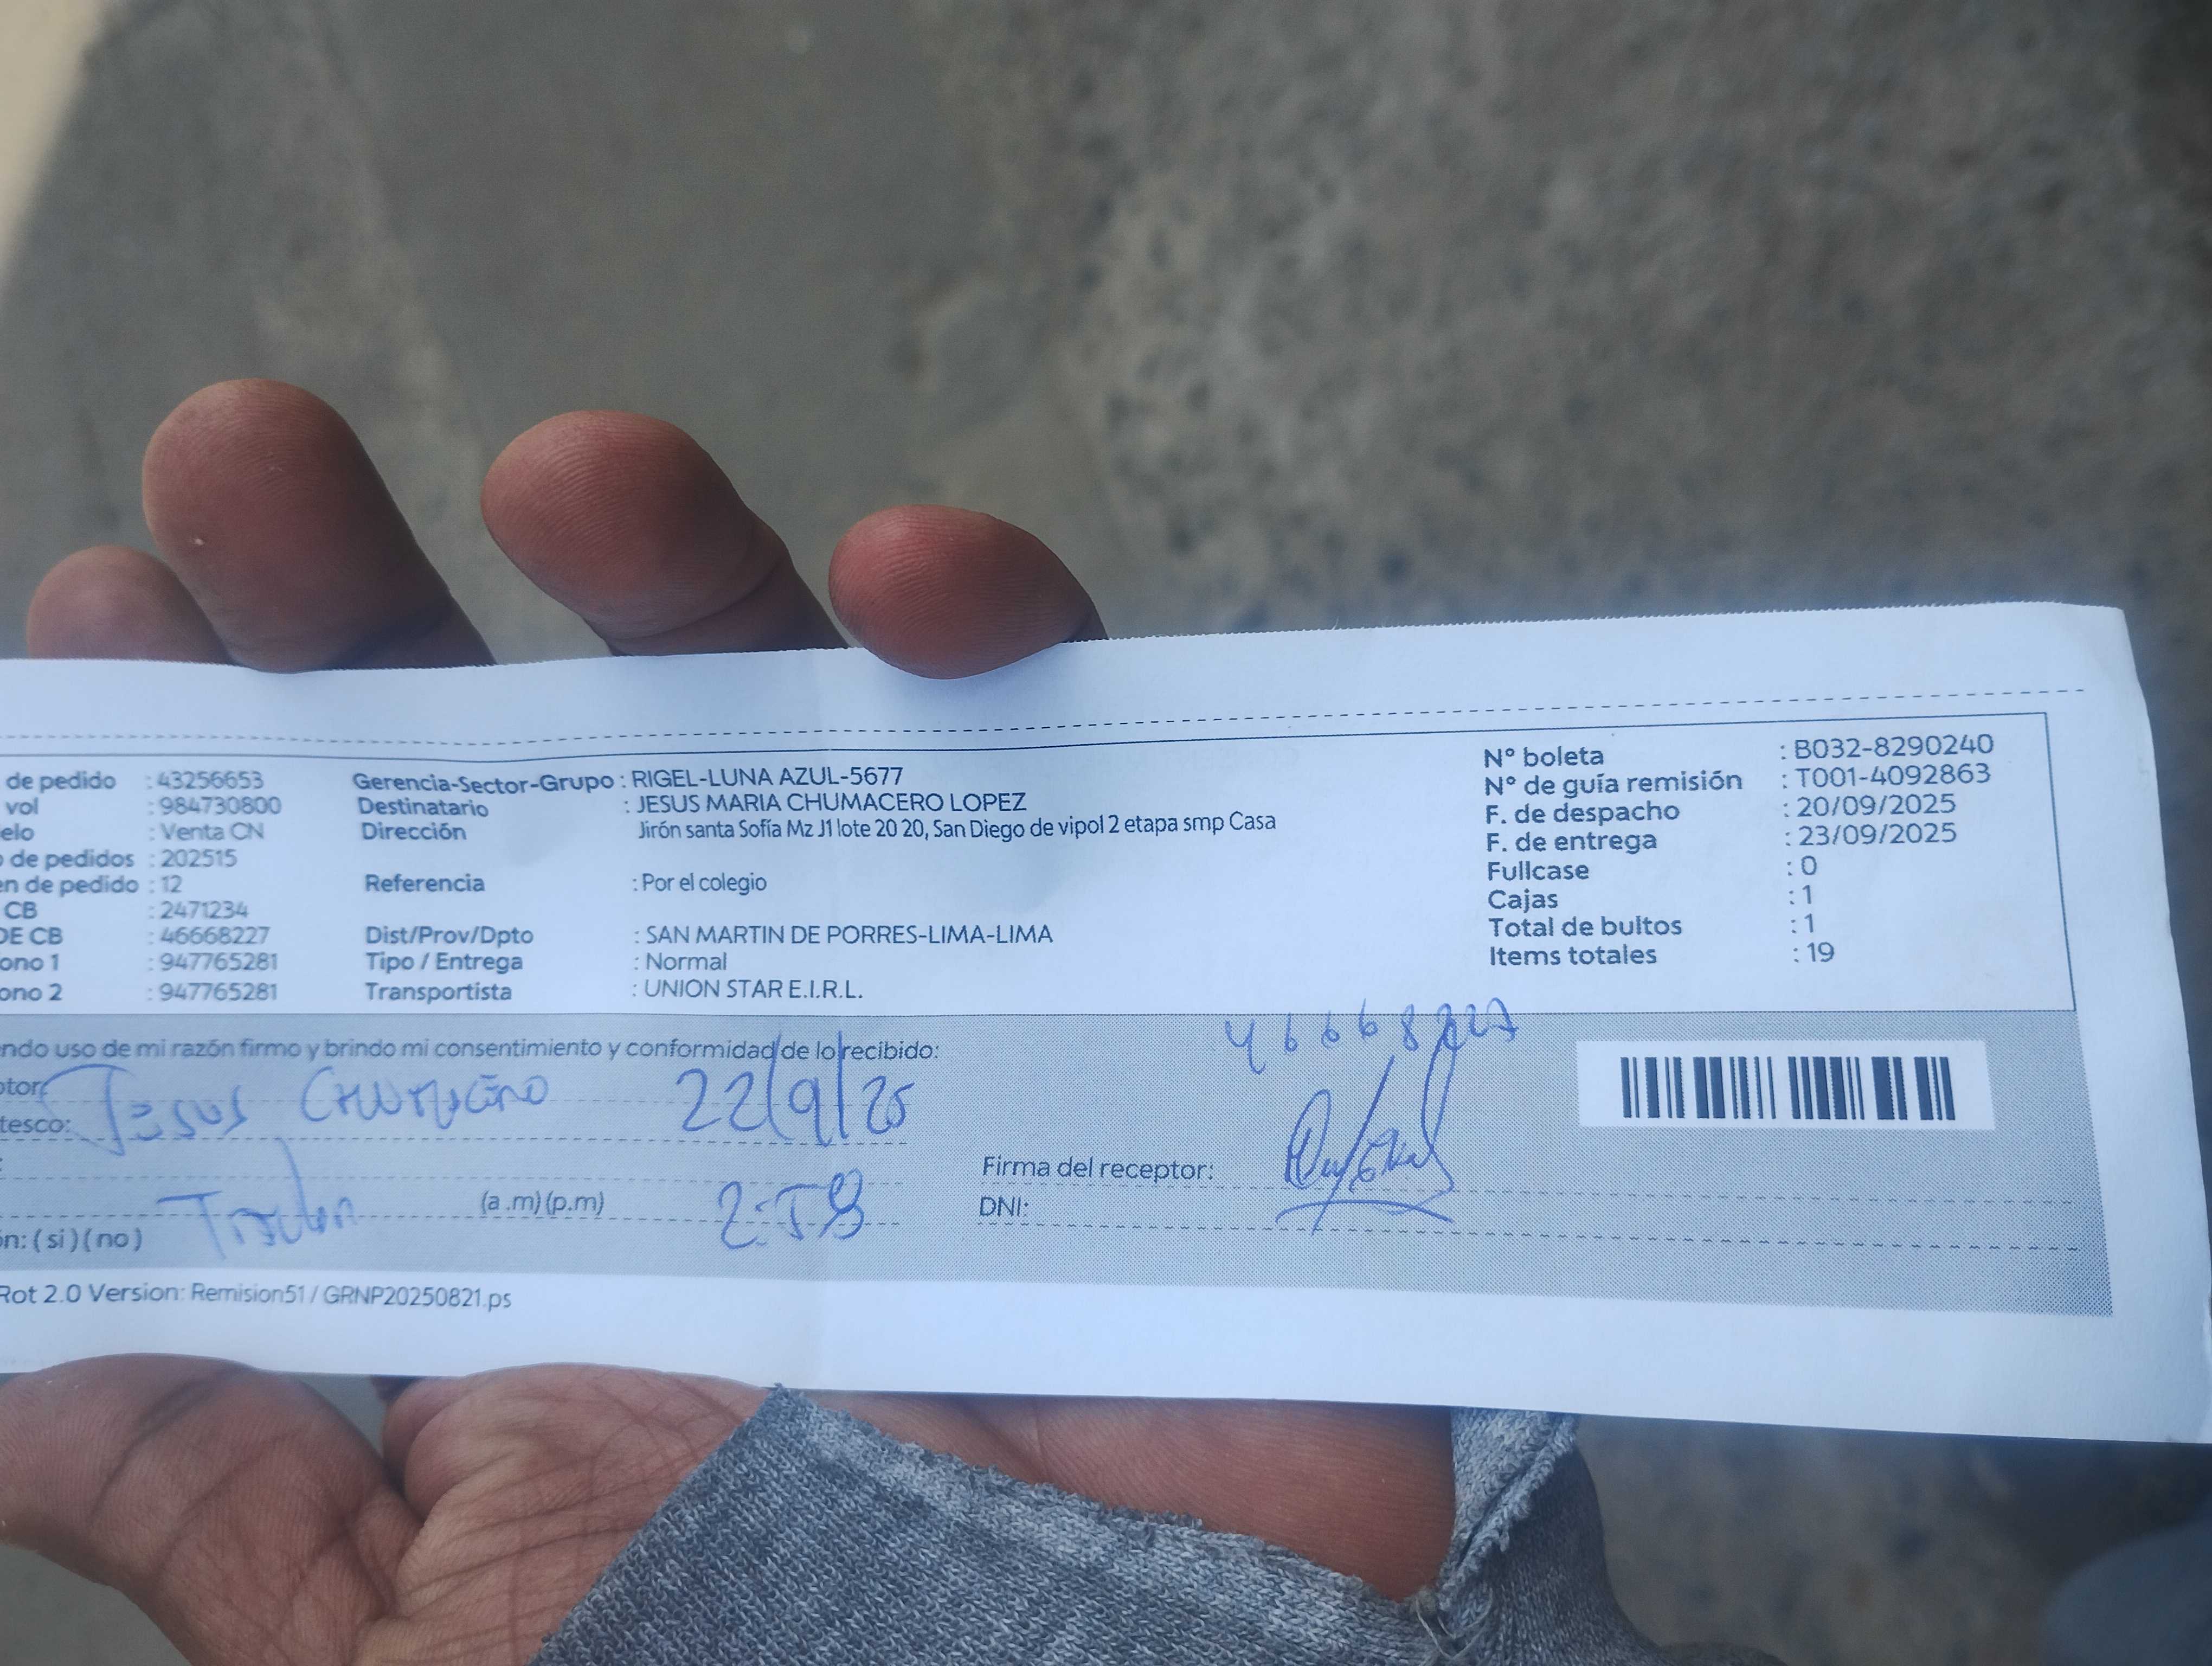 de pedido : 43256653
vol : 984730800
elo : Venta CN
de pedidos : 202515
en de pedido : 12
CB : 2471234
DE CB : 46668227
ono 1 : 947765281
ono 2 : 947765281
Gerencia-Sector-Grupo : RIGEL-LUNA AZUL-5677
Destinatario : JESUS MARIA CHUMACERO LOPEZ
Dirección Jirón santa Sofía Mz J1 lote 20 20, San Diego de vipol 2 etapa smp Casa
Referencia : Por el colegio
Dist/Prov/Dpto : SAN MARTIN DE PORRES-LIMA-LIMA
Tipo / Entrega : Normal
Transportista : UNION STAR E.I.R.L.
N° boleta : B032-8290240
N° de guía remisión : T001-4092863
F. de despacho : 20/09/2025
F. de entrega : 23/09/2025
Fullcase : 0
Cajas : 1
Total de bultos : 1
Items totales : 19
ndo uso de mi razón firmo y brindo mi consentimiento y conformidad de lo recibido:
46668227
ptor: Jesus Chumacero 22/9/25
tesco:
Firma del receptor:
(a .m) (p.m) 2:58
DNI:
ón: ( si ) ( no )
Rot 2.0 Version: Remision51 / GRNP20250821.ps